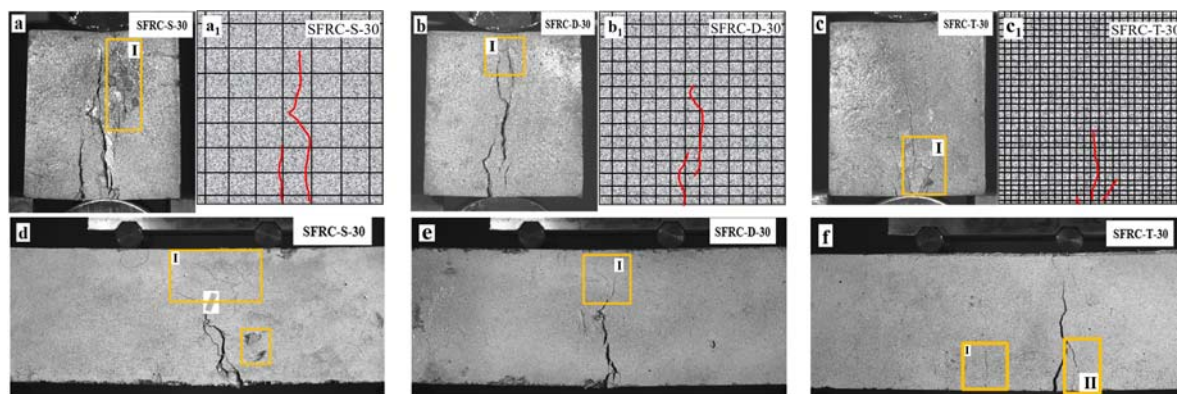 a
SFRC-S-30
I
a1
SFRC-S-30
b
SFRC-D-30
I
b1
SFRC-D-30
c
SFRC-T-30
I
c1
SFRC-T-30
d
SFRC-S-30
I
e
SFRC-D-30
I
f
SFRC-T-30
I
II